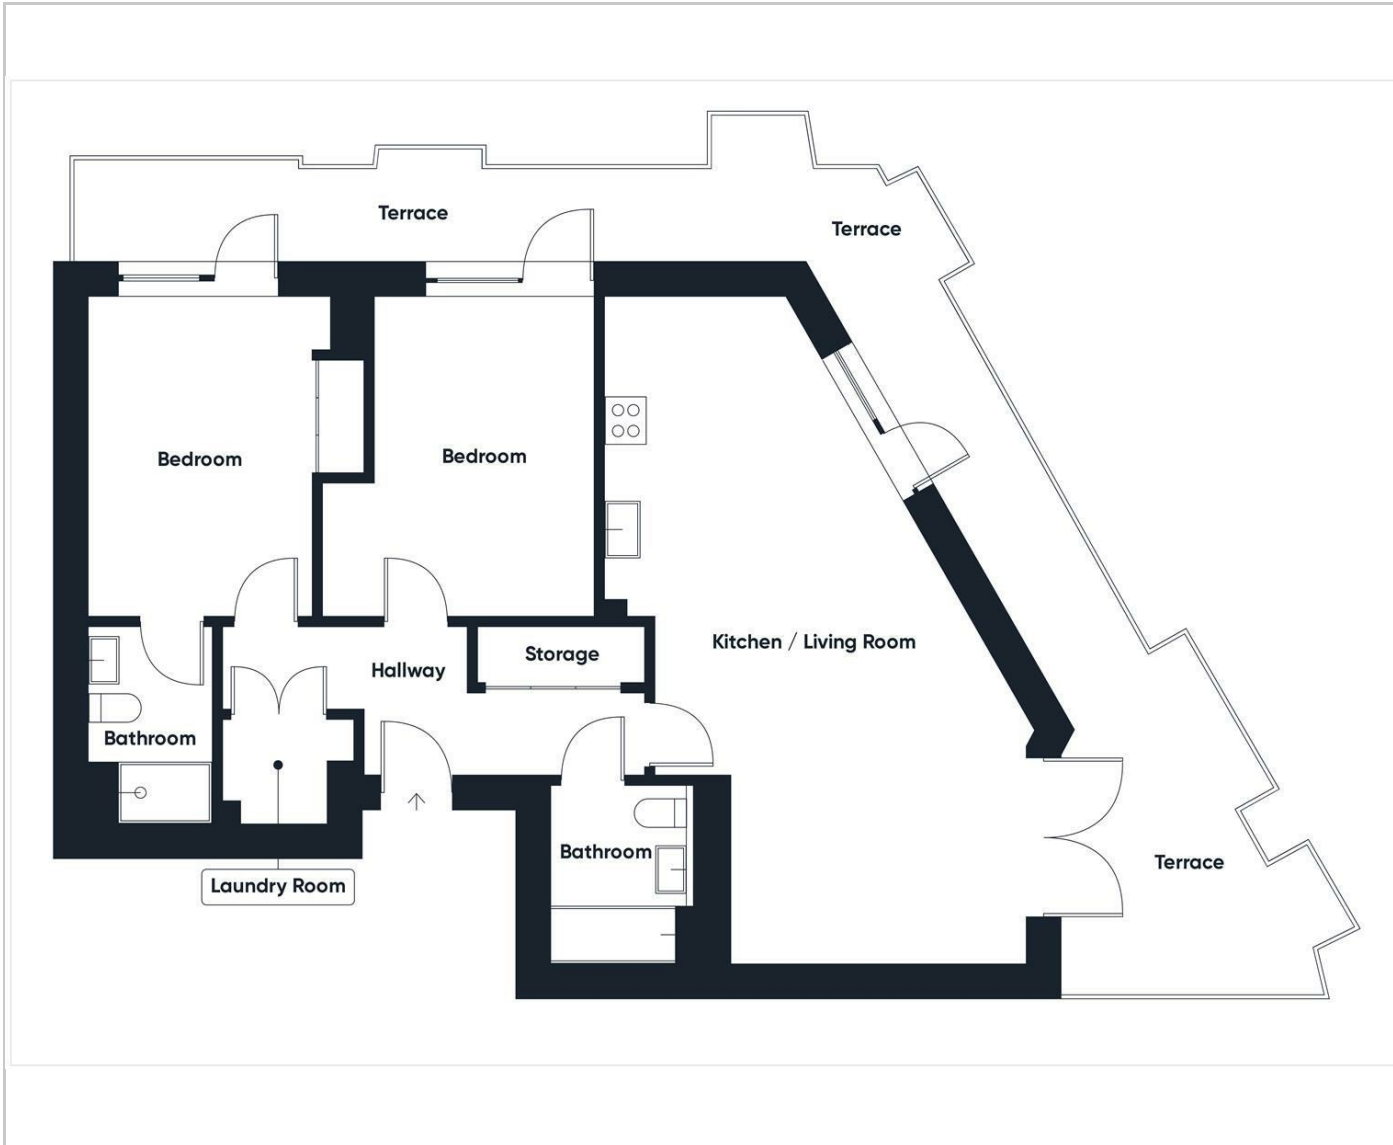 Terrace
Terrace
Bedroom
Bedroom
Kitchen / Living Room
Storage
Hallway
Bathroom
Bathroom
Terrace
Laundry Room